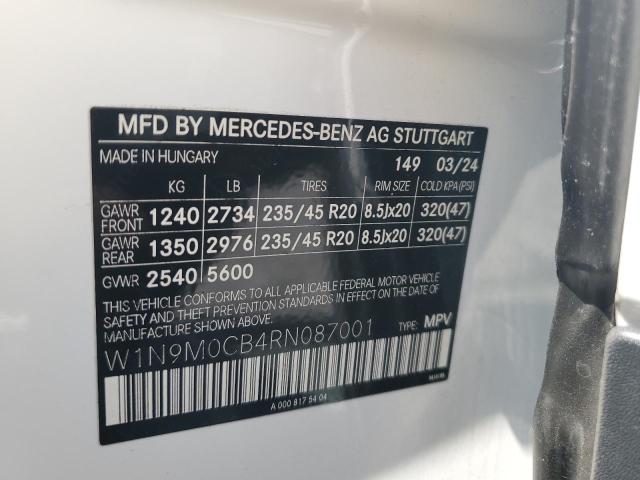 MFD BY MERCEDES-BENZ AG STUTTGART
MADE IN HUNGARY 149 03/24
KG LB TIRES RIM SIZE COLD KPA(PSI)
GAWR FRONT 1240 2734 235/45 R20 8.5Jx20 320(47)
GAWR REAR 1350 2976 235/45 R20 8.5Jx20 320(47)
GVWR 2540 5600
THIS VEHICLE CONFORMS TO ALL APPLICABLE FEDERAL MOTOR VEHICLE
SAFETY AND THEFT PREVENTION STANDARDS IN EFFECT ON THE DATE
OF MANUFACTURE SHOWN ABOVE.
W1N9M0CB4RN087001 TYPE: MPV
A 000 817 54 04